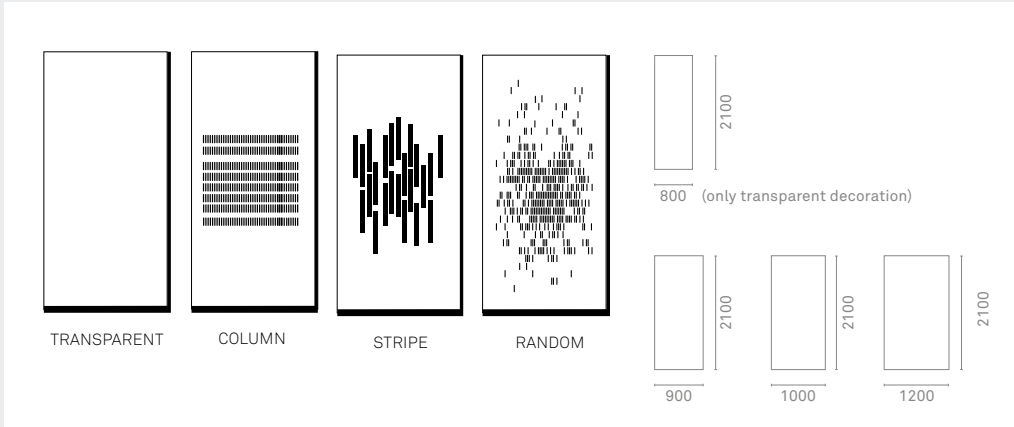 TRANSPARENT
COLUMN
STRIPE
RANDOM
2100
800 (only transparent decoration)
2100
2100
2100
900
1000
1200